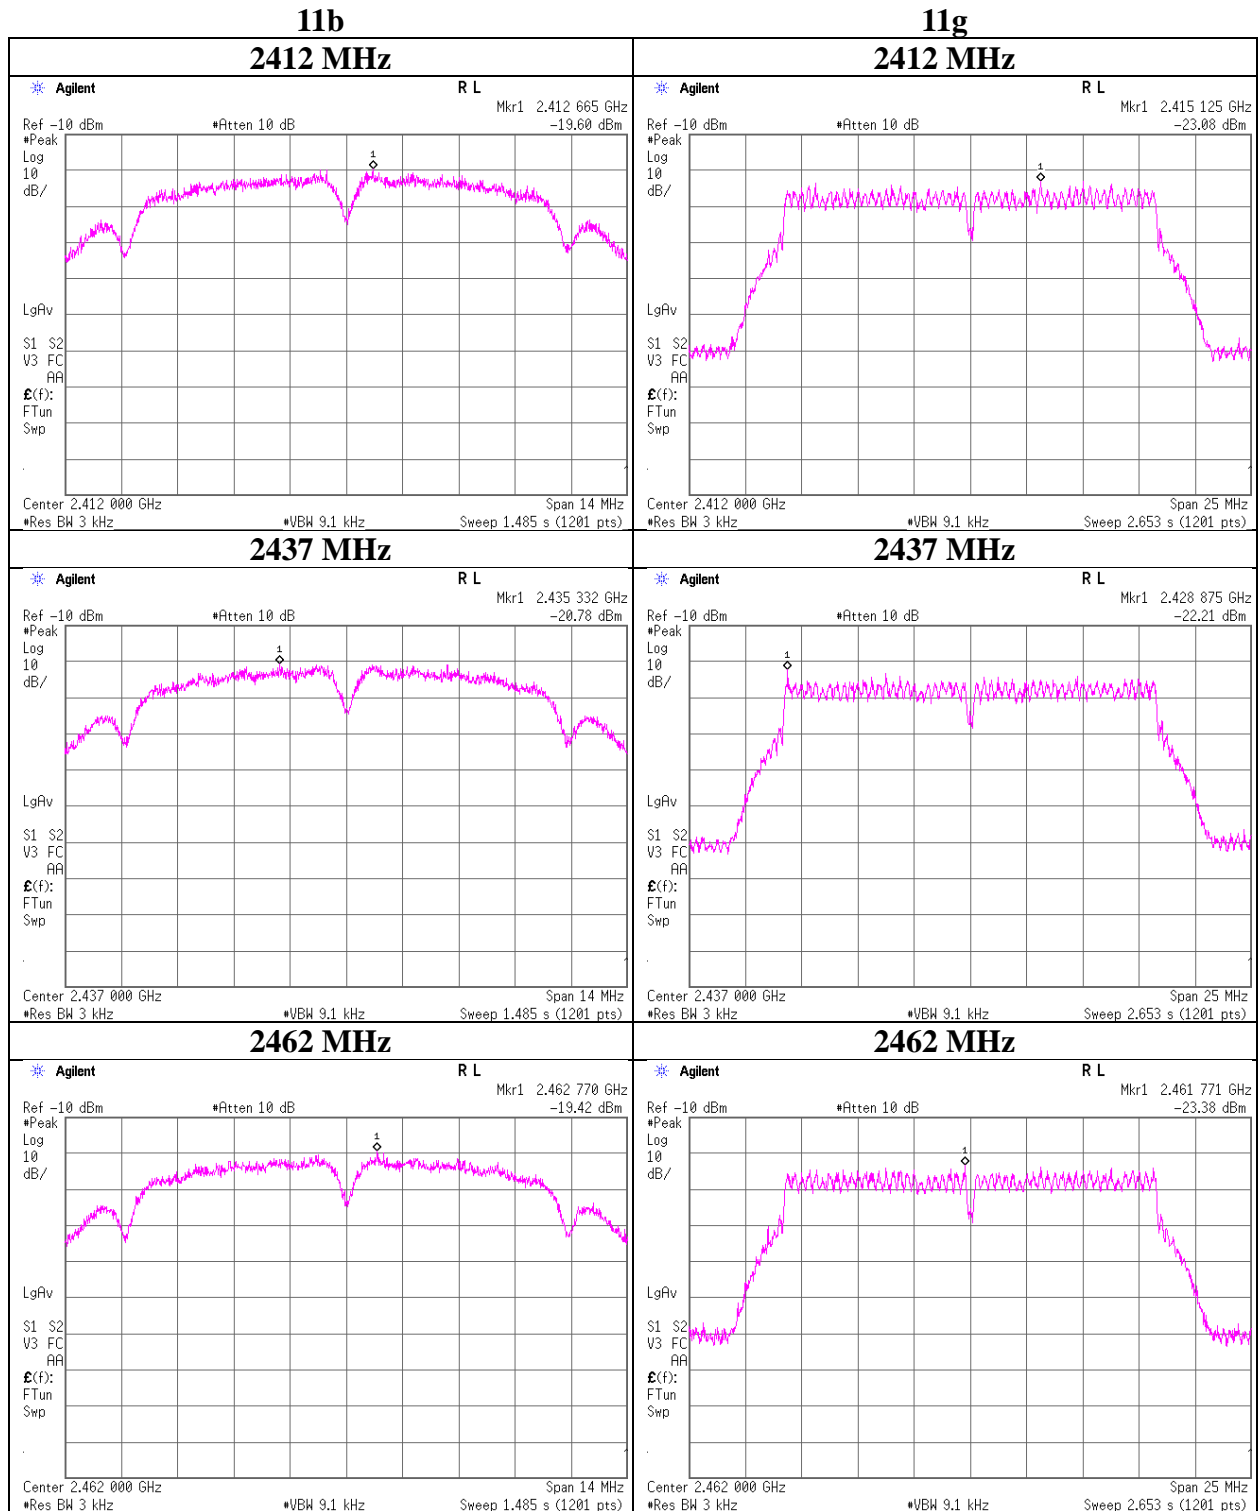 11b 11g
2412 MHz 2412 MHz
Agilent R L
Mkr1 2.412 665 GHz
Ref -10 dBm #Atten 10 dB -19.60 dBm
#Peak
Log
10
dB/
1
LgAv
S1 S2
V3 FC
AA
£(f):
FTun
Swp
Center 2.412 000 GHz Span 14 MHz
#Res BW 3 kHz #VBW 9.1 kHz Sweep 1.485 s (1201 pts)
Agilent R L
Mkr1 2.415 125 GHz
Ref -10 dBm #Atten 10 dB -23.08 dBm
#Peak
Log
10
dB/
1
LgAv
S1 S2
V3 FC
AA
£(f):
FTun
Swp
Center 2.412 000 GHz Span 25 MHz
#Res BW 3 kHz #VBW 9.1 kHz Sweep 2.653 s (1201 pts)
2437 MHz 2437 MHz
Agilent R L
Mkr1 2.435 332 GHz
Ref -10 dBm #Atten 10 dB -20.78 dBm
#Peak
Log
10
dB/
1
LgAv
S1 S2
V3 FC
AA
£(f):
FTun
Swp
Center 2.437 000 GHz Span 14 MHz
#Res BW 3 kHz #VBW 9.1 kHz Sweep 1.485 s (1201 pts)
Agilent R L
Mkr1 2.428 875 GHz
Ref -10 dBm #Atten 10 dB -22.21 dBm
#Peak
Log
10
dB/
1
LgAv
S1 S2
V3 FC
AA
£(f):
FTun
Swp
Center 2.437 000 GHz Span 25 MHz
#Res BW 3 kHz #VBW 9.1 kHz Sweep 2.653 s (1201 pts)
2462 MHz 2462 MHz
Agilent R L
Mkr1 2.462 770 GHz
Ref -10 dBm #Atten 10 dB -19.42 dBm
#Peak
Log
10
dB/
1
LgAv
S1 S2
V3 FC
AA
£(f):
FTun
Swp
Center 2.462 000 GHz Span 14 MHz
#Res BW 3 kHz #VBW 9.1 kHz Sweep 1.485 s (1201 pts)
Agilent R L
Mkr1 2.461 771 GHz
Ref -10 dBm #Atten 10 dB -23.38 dBm
#Peak
Log
10
dB/
1
LgAv
S1 S2
V3 FC
AA
£(f):
FTun
Swp
Center 2.462 000 GHz Span 25 MHz
#Res BW 3 kHz #VBW 9.1 kHz Sweep 2.653 s (1201 pts)